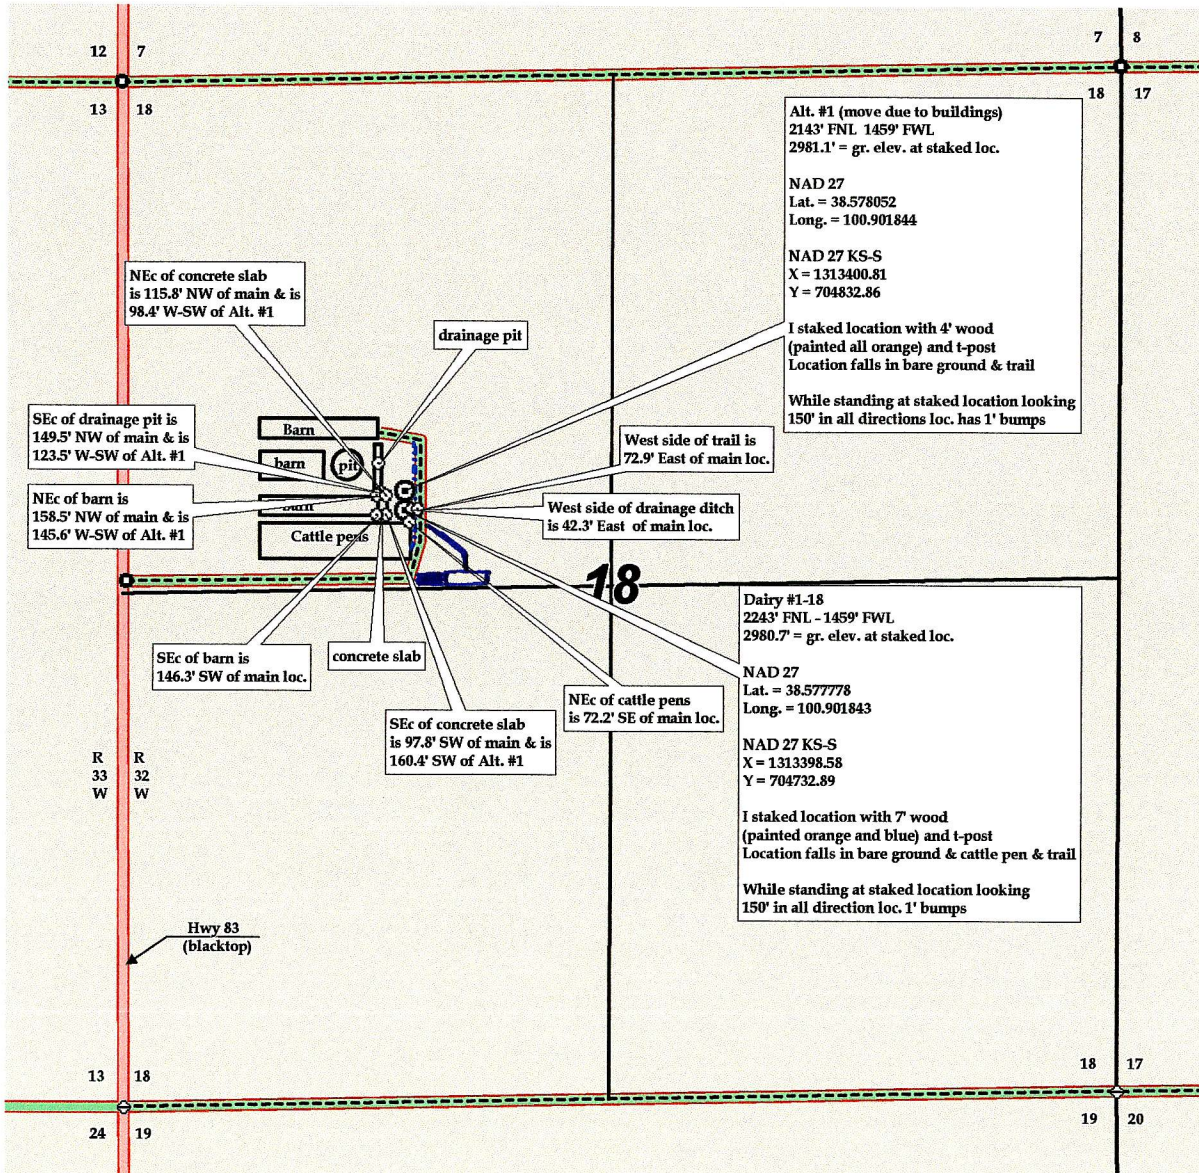 12 7
7 8
13 18
18 17
Alt. #1 (move due to buildings)
2143' FNL 1459' FWL
2981.1' = gr. elev. at staked loc.
NAD 27
Lat. = 38.578052
Long. = 100.901844
NAD 27 KS-S
X = 1313400.81
Y = 704832.86
I staked location with 4' wood
(painted all orange) and t-post
Location falls in bare ground & trail
While standing at staked location looking
150' in all directions loc. has 1' bumps
NEc of concrete slab
is 115.8' NW of main & is
98.4' W-SW of Alt. #1
drainage pit
SEc of drainage pit is
149.5' NW of main & is
123.5' W-SW of Alt. #1
Barn
barn
pit
West side of trail is
72.9' East of main loc.
NEc of barn is
158.5' NW of main & is
145.6' W-SW of Alt. #1
barn
West side of drainage ditch
is 42.3' East of main loc.
Cattle pens
18
SEc of barn is
146.3' SW of main loc.
concrete slab
SEc of concrete slab
is 97.8' SW of main & is
160.4' SW of Alt. #1
NEc of cattle pens
is 72.2' SE of main loc.
Dairy #1-18
2243' FNL - 1459' FWL
2980.7' = gr. elev. at staked loc.
NAD 27
Lat. = 38.577778
Long. = 100.901843
NAD 27 KS-S
X = 1313398.58
Y = 704732.89
I staked location with 7' wood
(painted orange and blue) and t-post
Location falls in bare ground & cattle pen & trail
While standing at staked location looking
150' in all direction loc. 1' bumps
R R
33 32
W W
Hwy 83
(blacktop)
13 18
18 17
24 19
19 20